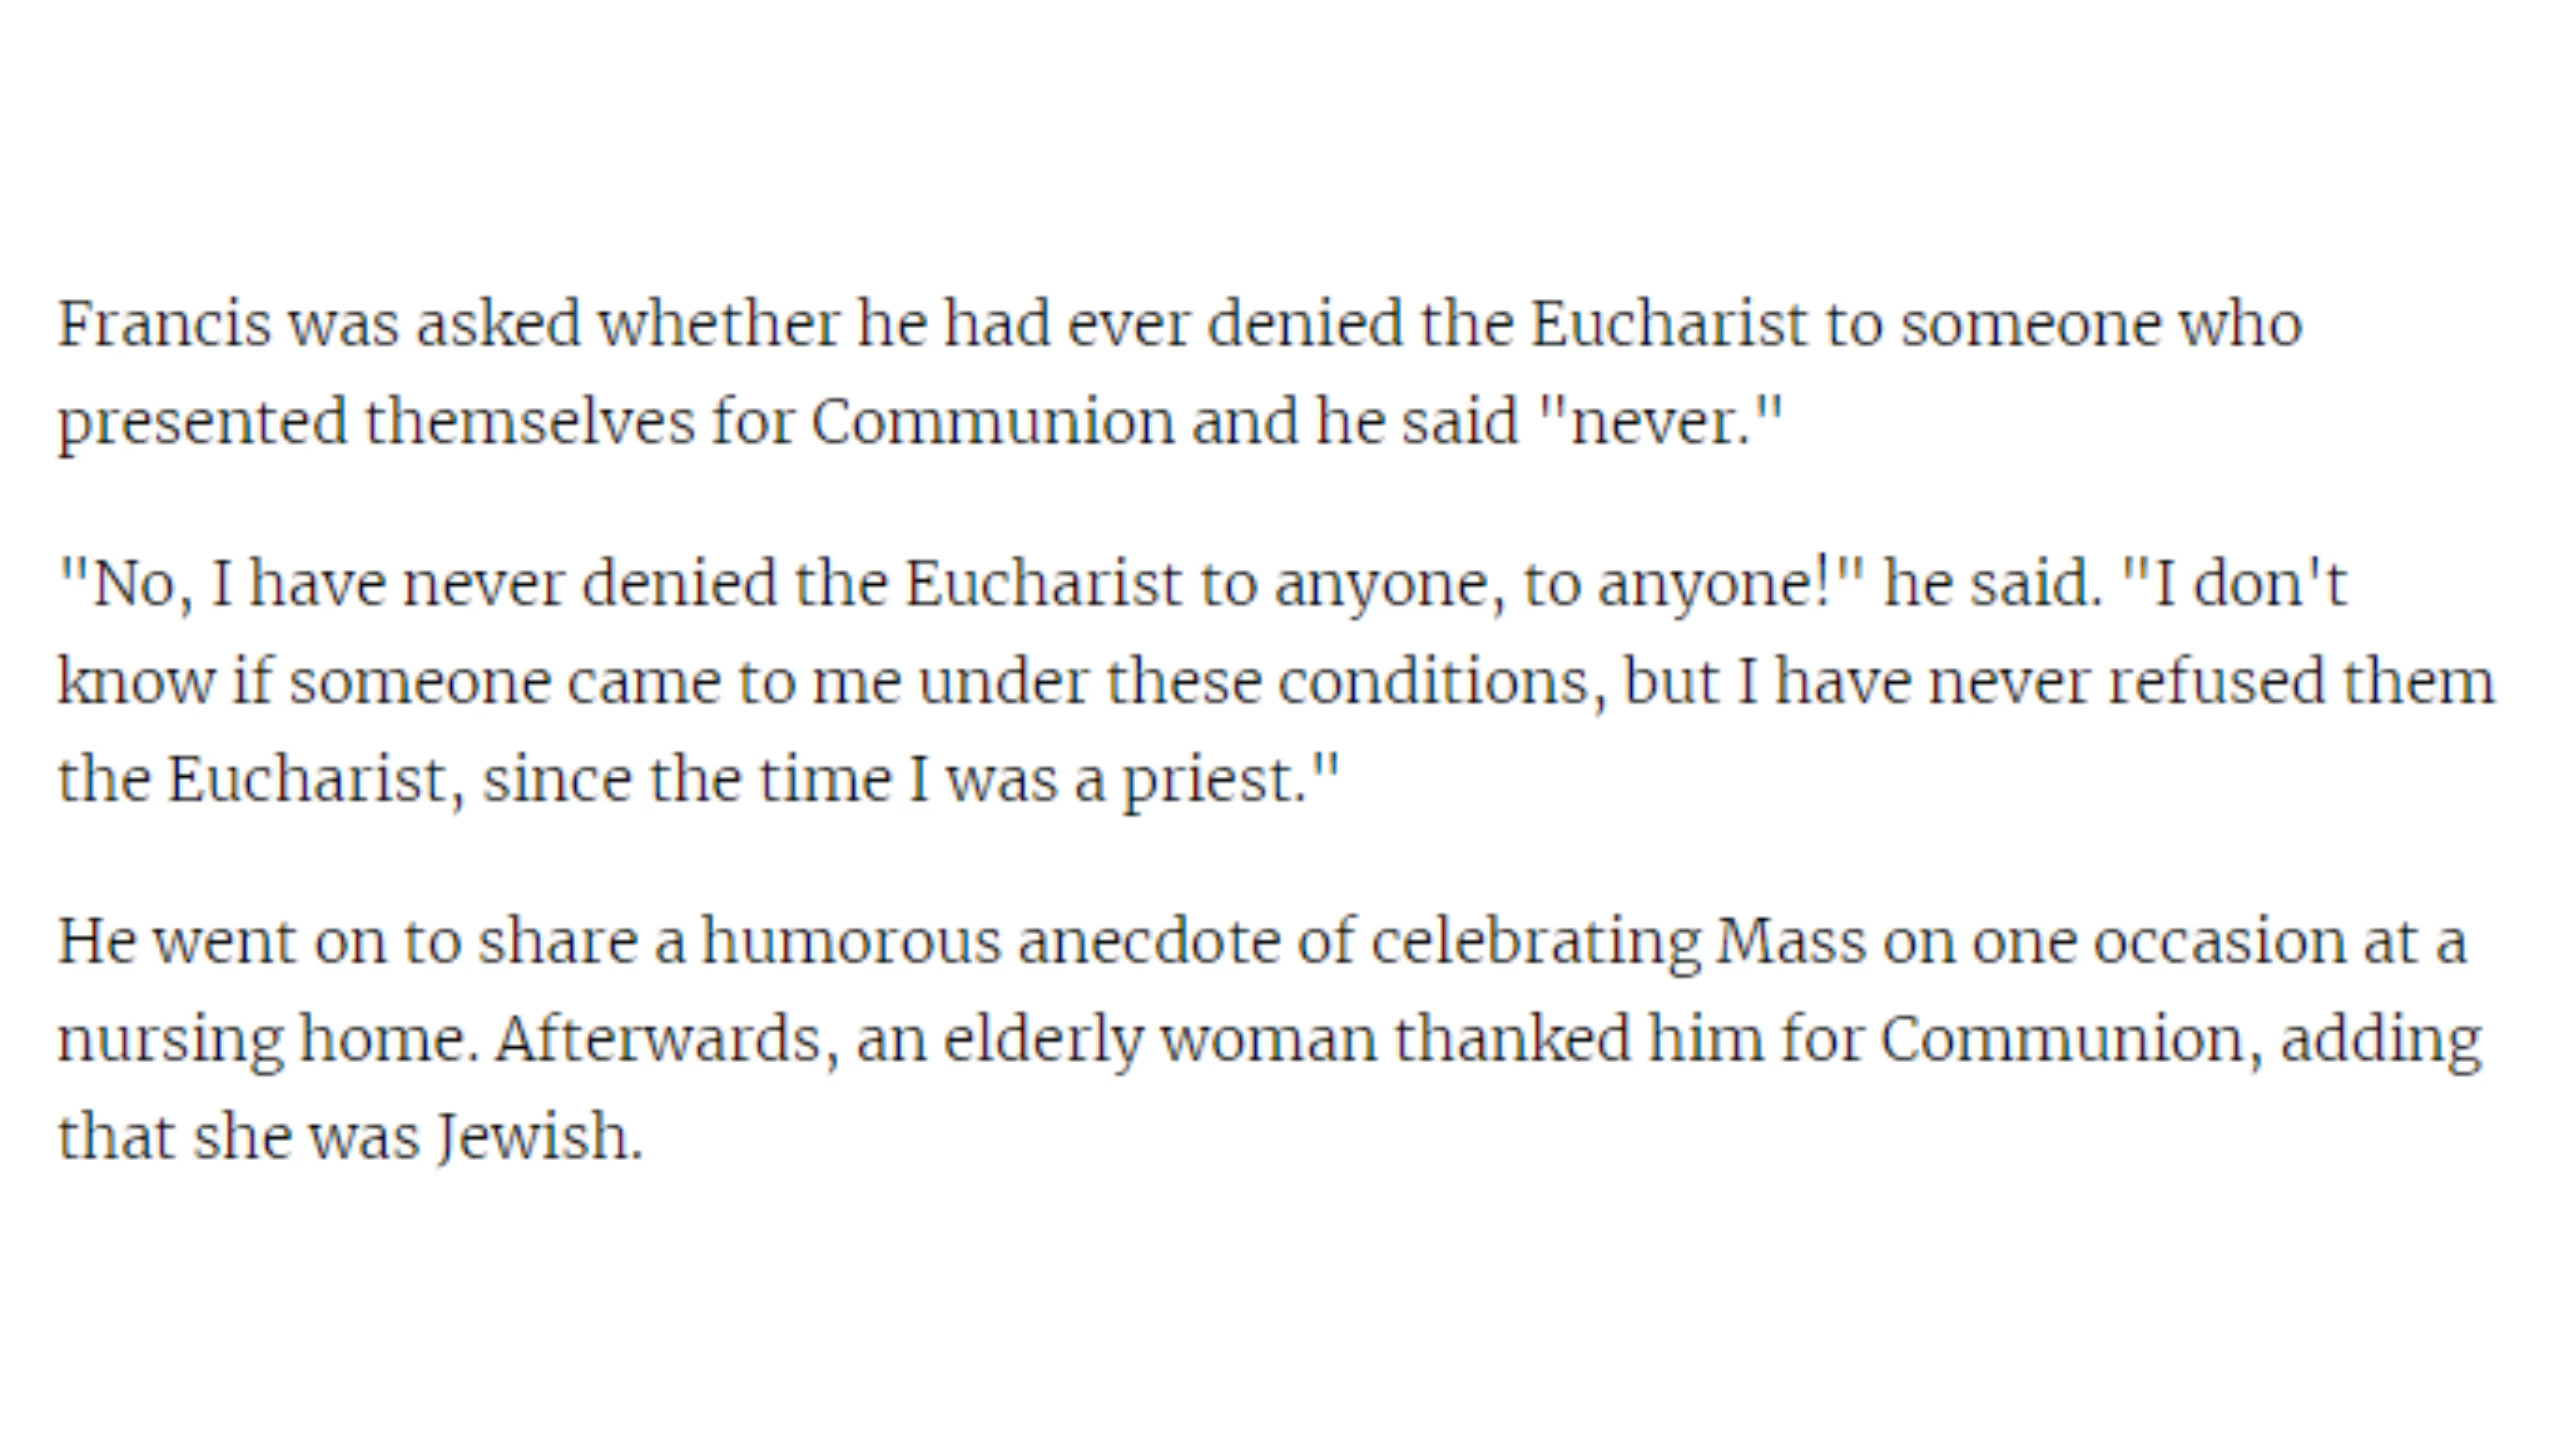 Francis was asked whether he had ever denied the Eucharist to someone who
presented themselves for Communion and he said "never."
"No, I have never denied the Eucharist to anyone, to anyone!" he said. "I don't
know if someone came to me under these conditions, but I have never refused them
the Eucharist, since the time I was a priest."
He went on to share a humorous anecdote of celebrating Mass on one occasion at a
nursing home. Afterwards, an elderly woman thanked him for Communion, adding
that she was Jewish.